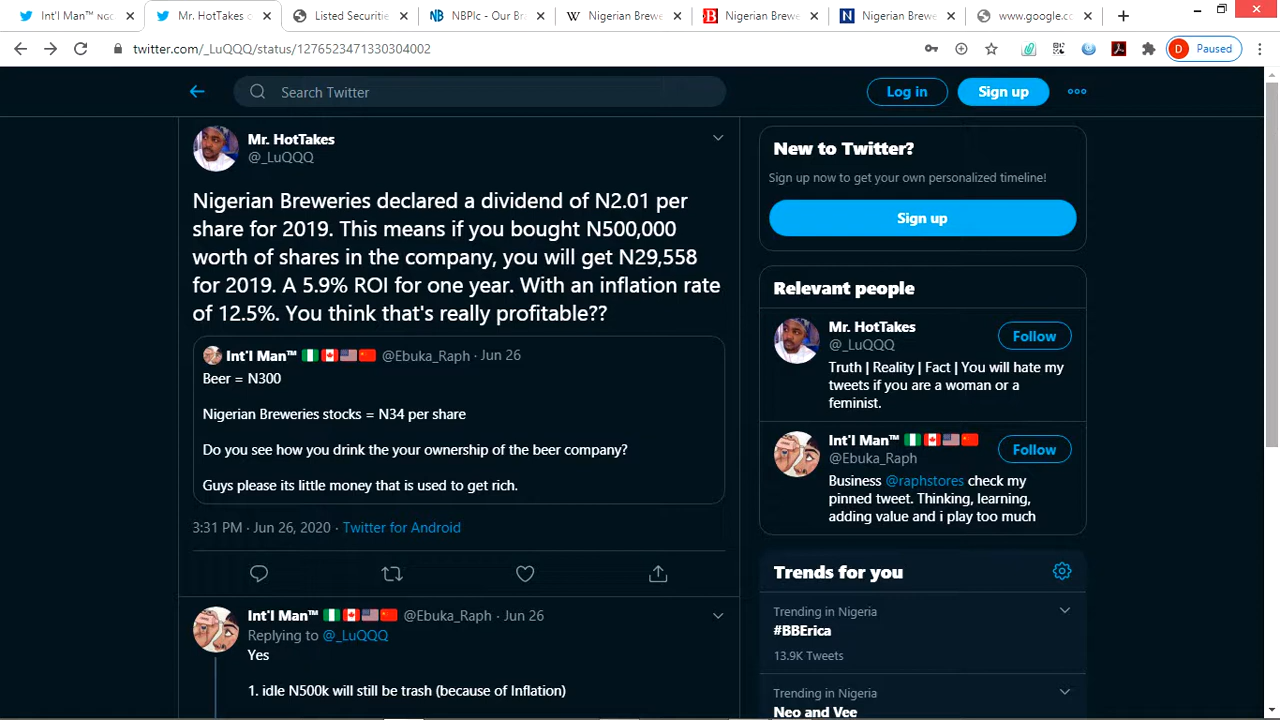 Int'l Man™ NGC
Mr. HotTakes o
Listed Securitie
NBPlc - Our Bra
Nigerian Brewe
Nigerian Brewe
Nigerian Brewe
www.google.co
twitter.com/_LuQQQ/status/1276523471330304002
D Paused
Search Twitter
Log in
Sign up
Mr. HotTakes
@_LuQQQ
Nigerian Breweries declared a dividend of N2.01 per
share for 2019. This means if you bought N500,000
worth of shares in the company, you will get N29,558
for 2019. A 5.9% ROI for one year. With an inflation rate
of 12.5%. You think that's really profitable??
Int'l Man™ @Ebuka_Raph · Jun 26
Beer = N300
Nigerian Breweries stocks = N34 per share
Do you see how you drink the your ownership of the beer company?
Guys please its little money that is used to get rich.
3:31 PM · Jun 26, 2020 · Twitter for Android
Int'l Man™ @Ebuka_Raph · Jun 26
Replying to @_LuQQQ
Yes
1. idle N500k will still be trash (because of Inflation)
New to Twitter?
Sign up now to get your own personalized timeline!
Sign up
Relevant people
Mr. HotTakes
@_LuQQQ
Follow
Truth | Reality | Fact | You will hate my
tweets if you are a woman or a
feminist.
Int'l Man™
@Ebuka_Raph
Follow
Business @raphstores check my
pinned tweet. Thinking, learning,
adding value and i play too much
Trends for you
Trending in Nigeria
#BBErica
13.9K Tweets
Trending in Nigeria
Neo and Vee